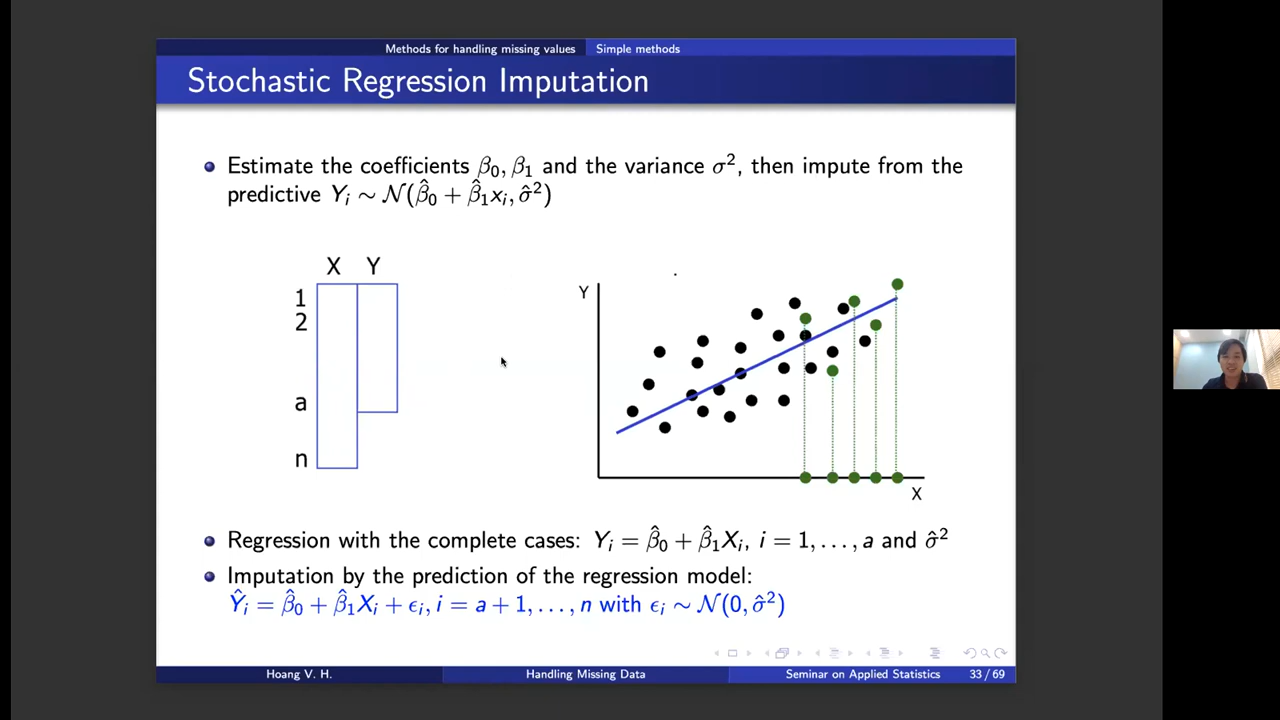 Methods for handling missing values Simple methods
Stochastic Regression Imputation
Estimate the coefficients β₀, β₁ and the variance σ², then impute from the
predictive Yᵢ ∼ 𝒩(β̂₀ + β̂₁xᵢ, σ̂²)
X Y
1
2
a
n
Y
X
Regression with the complete cases: Yᵢ = β̂₀ + β̂₁Xᵢ, i = 1, . . . , a and σ̂²
Imputation by the prediction of the regression model:
Ŷᵢ = β̂₀ + β̂₁Xᵢ + ϵᵢ, i = a + 1, . . . , n with ϵᵢ ∼ 𝒩(0, σ̂²)
Hoang V. H. Handling Missing Data Seminar on Applied Statistics 33 / 69